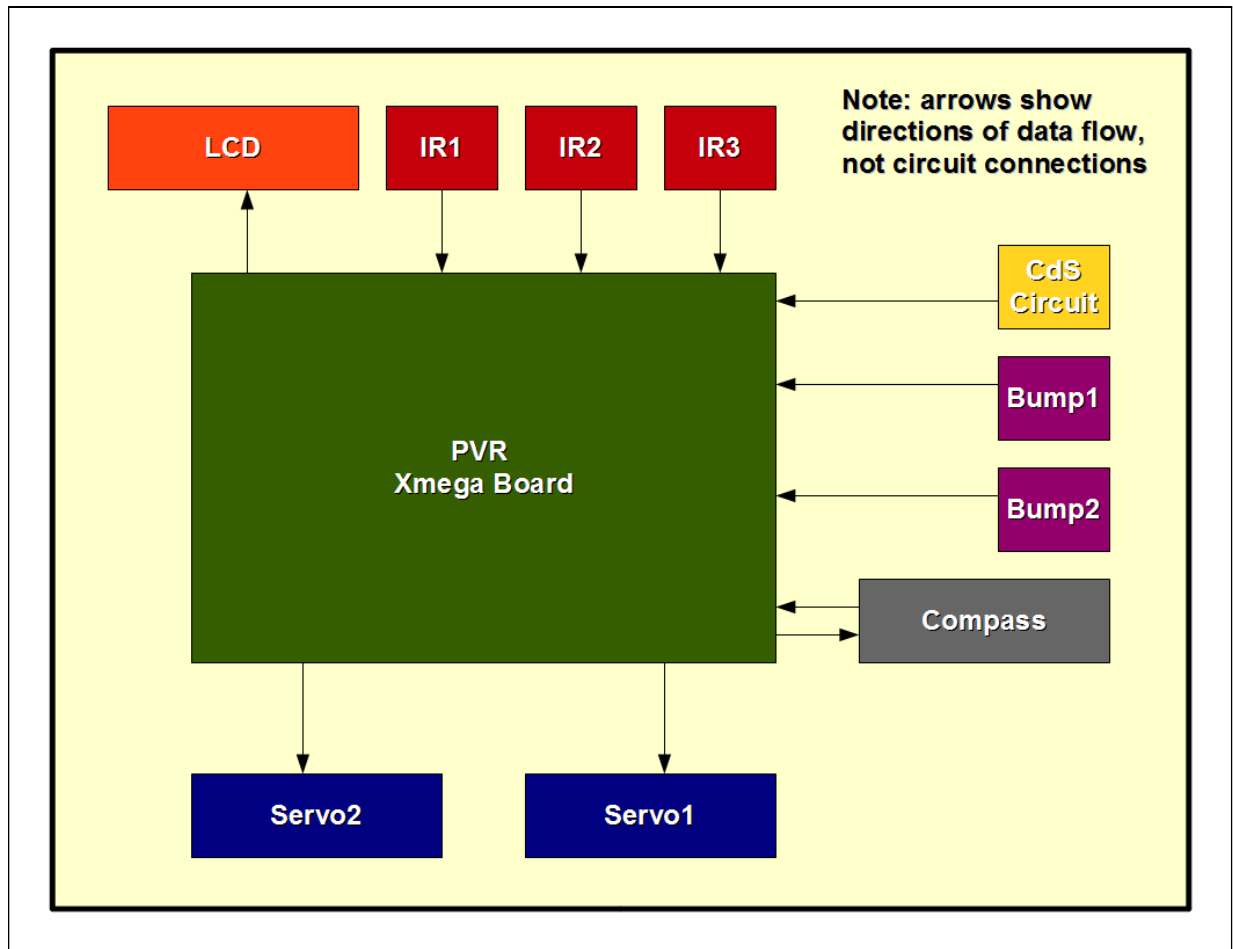 LCD
IR1
IR2
IR3
Note: arrows show
directions of data flow,
not circuit connections
CdS
Circuit
Bump1
PVR
Xmega Board
Bump2
Compass
Servo2
Servo1